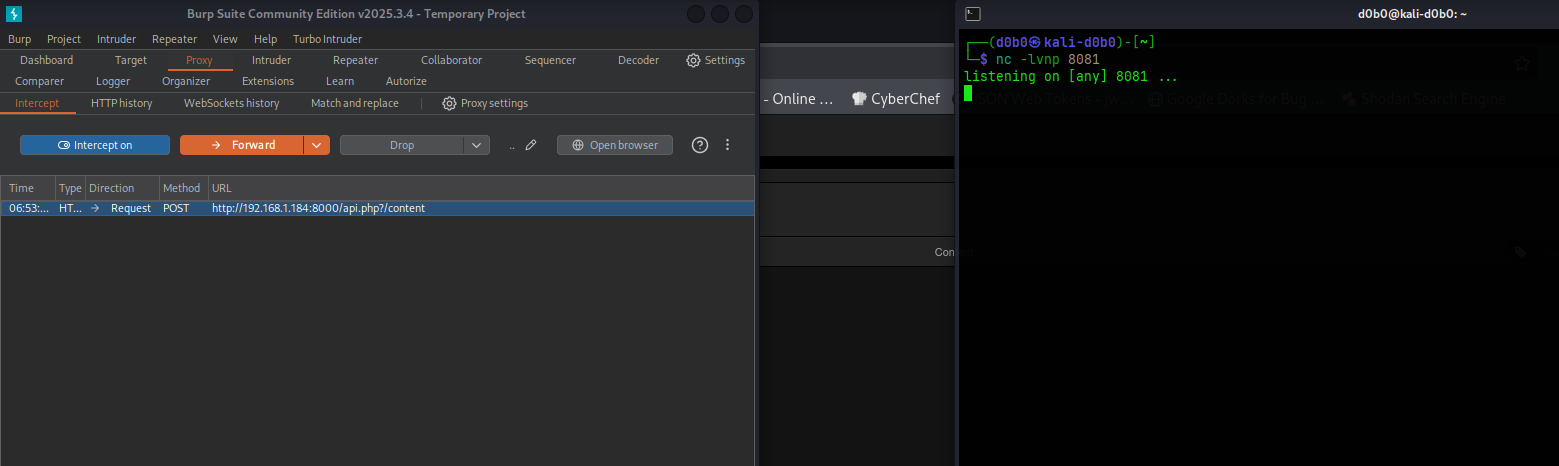 Burp Suite Community Edition v2025.3.4 - Temporary Project
Burp Project Intruder Repeater View Help Turbo Intruder
Dashboard Target Proxy Intruder Repeater Collaborator Sequencer Decoder Settings
Comparer Logger Organizer Extensions Learn Autorize
Intercept HTTP history WebSockets history Match and replace Proxy settings
Intercept on Forward Drop .. Open browser
Time Type Direction Method URL
06:53:... HT... Request POST http://192.168.1.184:8000/api.php?/content
- Online ... CyberChef
JSON Web Tokens - jw... Google Dorks for Bug ... Shodan Search Engine
d0b0@kali-d0b0: ~
┌──(d0b0㉿kali-d0b0)-[~]
└─$ nc -lvnp 8081
listening on [any] 8081 ...